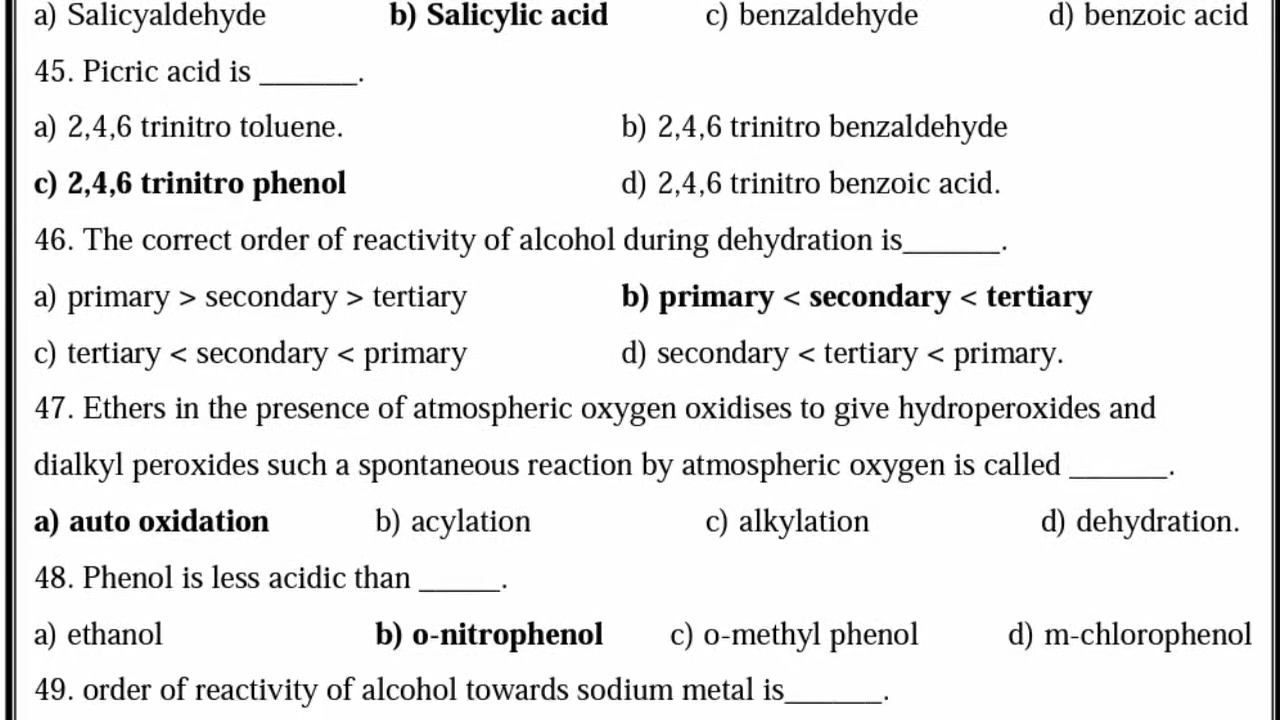 a) Salicyaldehyde b) Salicylic acid c) benzaldehyde d) benzoic acid
45. Picric acid is ______.
a) 2,4,6 trinitro toluene. b) 2,4,6 trinitro benzaldehyde
c) 2,4,6 trinitro phenol d) 2,4,6 trinitro benzoic acid.
46. The correct order of reactivity of alcohol during dehydration is______.
a) primary > secondary > tertiary b) primary < secondary < tertiary
c) tertiary < secondary < primary d) secondary < tertiary < primary.
47. Ethers in the presence of atmospheric oxygen oxidises to give hydroperoxides and
dialkyl peroxides such a spontaneous reaction by atmospheric oxygen is called ______.
a) auto oxidation b) acylation c) alkylation d) dehydration.
48. Phenol is less acidic than _____.
a) ethanol b) o-nitrophenol c) o-methyl phenol d) m-chlorophenol
49. order of reactivity of alcohol towards sodium metal is______.